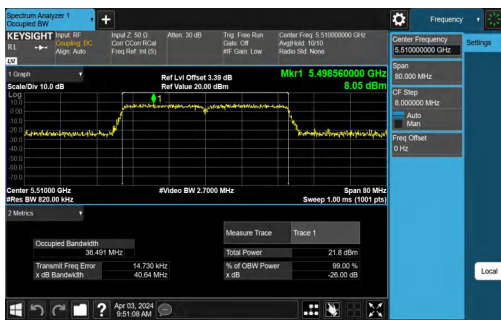 Spectrum Analyzer 1
Occupied BW
Frequency
KEYSIGHT Input: RF Input Z: 50 Ω Atten: 30 dB Trig: Free Run Center Freq: 5.510000000 GHz
RL Coupling: DC Corr CCorr RCal Gate: Off Avg|Hold: 10/10
Align: Auto Freq Ref: Int (S) #IF Gain: Low Radio Std: None
Center Frequency
5.510000000 GHz
Settings
Span
80.000 MHz
CF Step
8.000000 MHz
Auto
Man
Freq Offset
0 Hz
Local
1 Graph
Ref Lvl Offset 3.39 dB
Mkr1 5.498560000 GHz
Scale/Div 10.0 dB Ref Value 20.00 dBm 8.05 dBm
Log
10.0
0.00
-10.0
-20.0
-30.0
-40.0
1
Center 5.51000 GHz #Video BW 2.7000 MHz Span 80 MHz
#Res BW 820.00 kHz Sweep 1.00 ms (1001 pts)
2 Metrics
Measure Trace Trace 1
Occupied Bandwidth
36.491 MHz
Total Power 21.8 dBm
Transmit Freq Error 14.730 kHz % of OBW Power 99.00 %
x dB Bandwidth 40.64 MHz x dB -26.00 dB
? Apr 03, 2024
9:51:08 AM